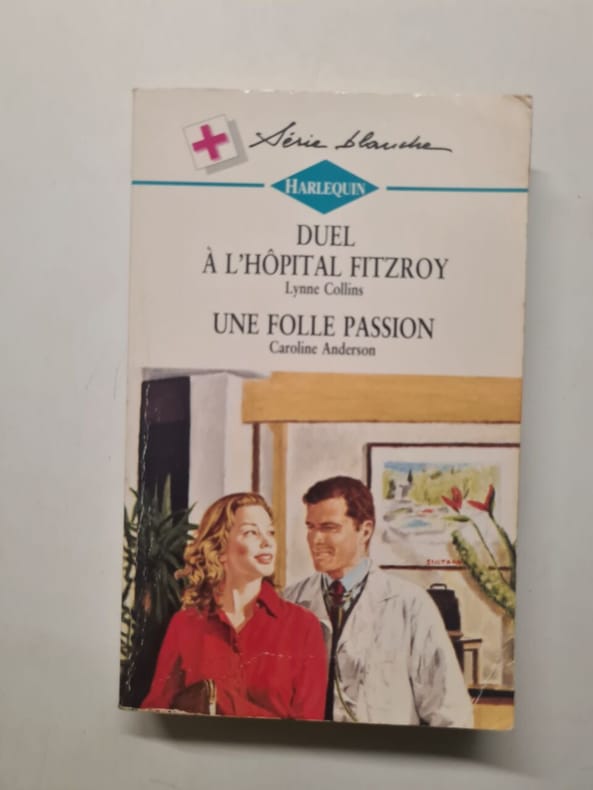 Série blanche
HARLEQUIN
DUEL
À L'HÔPITAL FITZROY
Lynne Collins
UNE FOLLE PASSION
Caroline Anderson